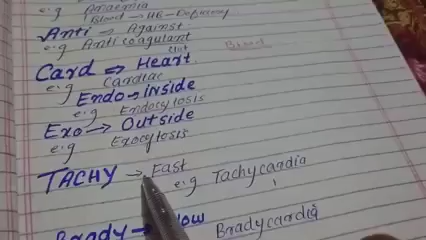 e.g Anaemia
Blood → HB - Deficiency
Anti → Against
e.g Anti coagulant
Clot
Blood
Card ⇒ Heart
e.g Cardiac
Endo → inside
e.g Endocytosis
Exo → Outside
e.g Exocytosis
TACHY → Fast
e.g Tachycardia
Brady →
Bradycardia